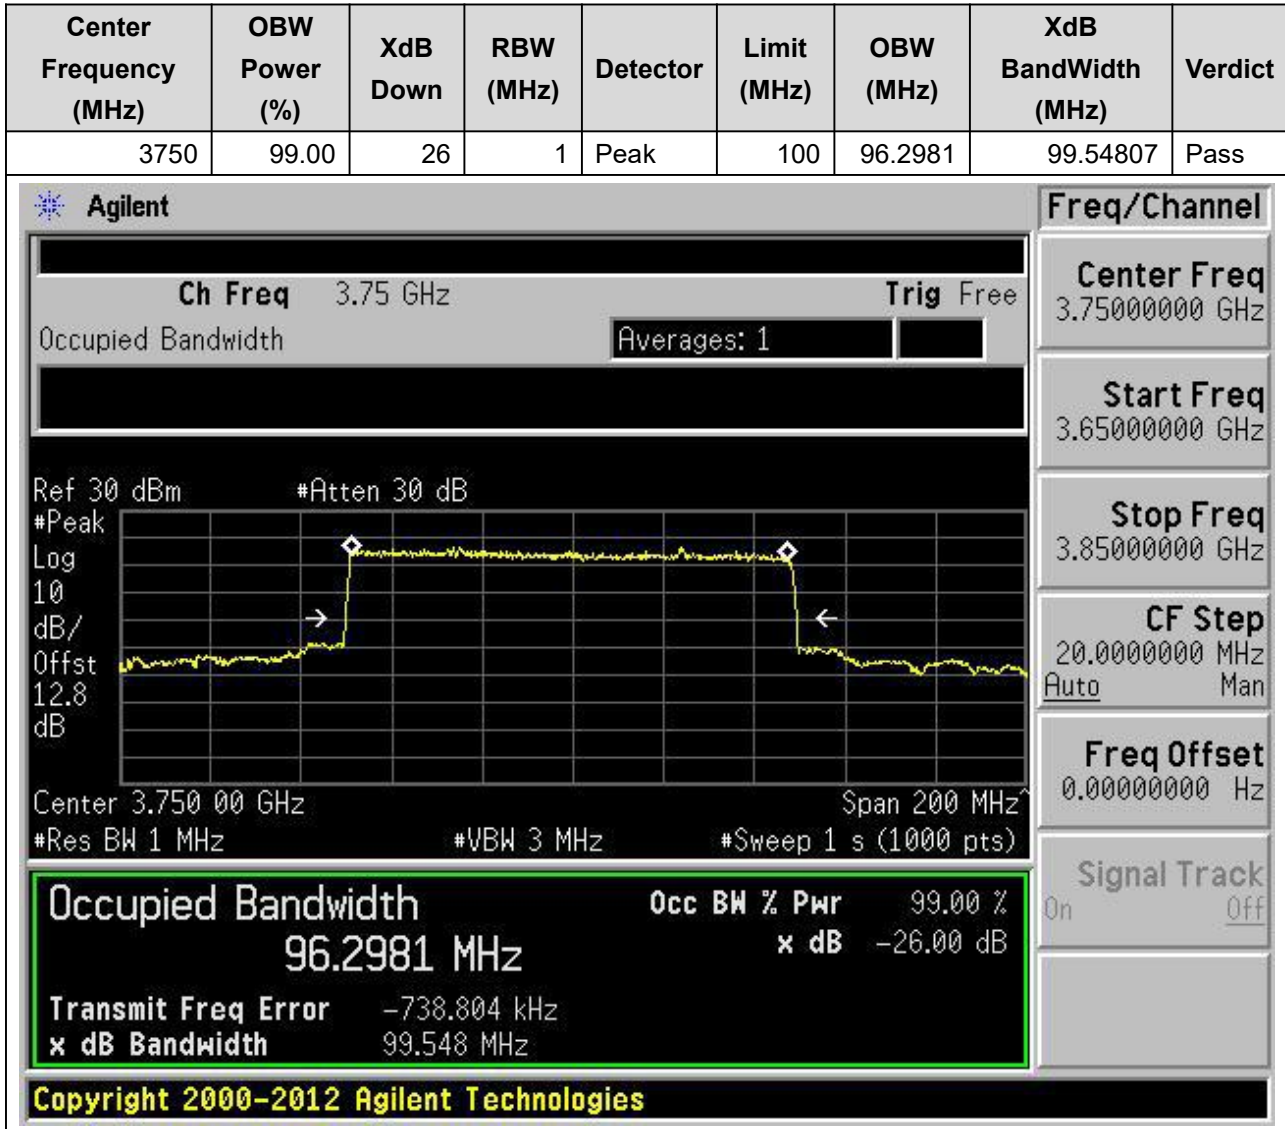 Center Frequency (MHz) OBW Power (%) XdB Down RBW (MHz) Detector Limit (MHz) OBW (MHz) XdB BandWidth (MHz) Verdict
3750 99.00 26 1 Peak 100 96.2981 99.54807 Pass
Agilent Freq/Channel
Ch Freq 3.75 GHz Trig Free
Occupied Bandwidth Averages: 1
Center Freq
3.75000000 GHz
Start Freq
3.65000000 GHz
Stop Freq
3.85000000 GHz
CF Step
20.0000000 MHz
Auto Man
Freq Offset
0.00000000 Hz
Signal Track
On Off
Ref 30 dBm #Atten 30 dB
#Peak
Log
10
dB/
Offst
12.8
dB
Center 3.750 00 GHz Span 200 MHz^
#Res BW 1 MHz #VBW 3 MHz #Sweep 1 s (1000 pts)
Occupied Bandwidth Occ BW % Pwr 99.00 %
96.2981 MHz x dB -26.00 dB
Transmit Freq Error -738.804 kHz
x dB Bandwidth 99.548 MHz
Copyright 2000-2012 Agilent Technologies